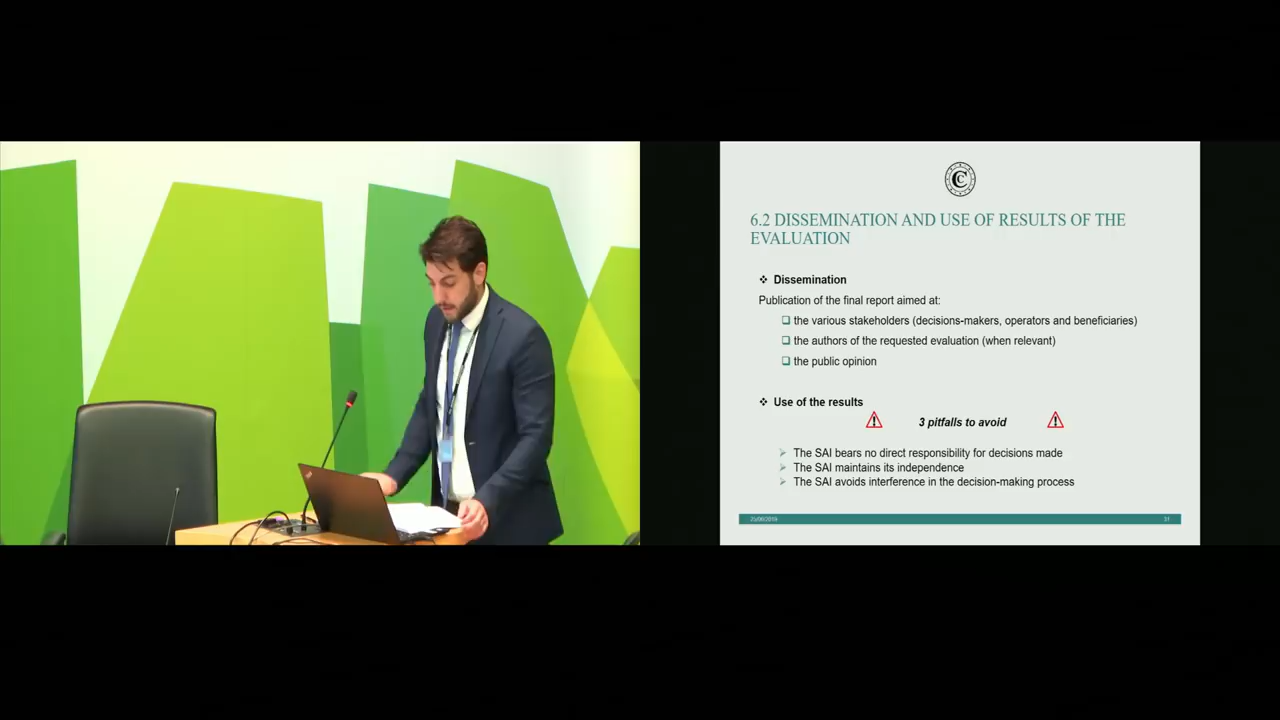 C
6.2 DISSEMINATION AND USE OF RESULTS OF THE
EVALUATION
❖ Dissemination
Publication of the final report aimed at:
❑ the various stakeholders (decisions-makers, operators and beneficiaries)
❑ the authors of the requested evaluation (when relevant)
❑ the public opinion
❖ Use of the results
3 pitfalls to avoid
➢ The SAI bears no direct responsibility for decisions made
➢ The SAI maintains its independence
➢ The SAI avoids interference in the decision-making process
31